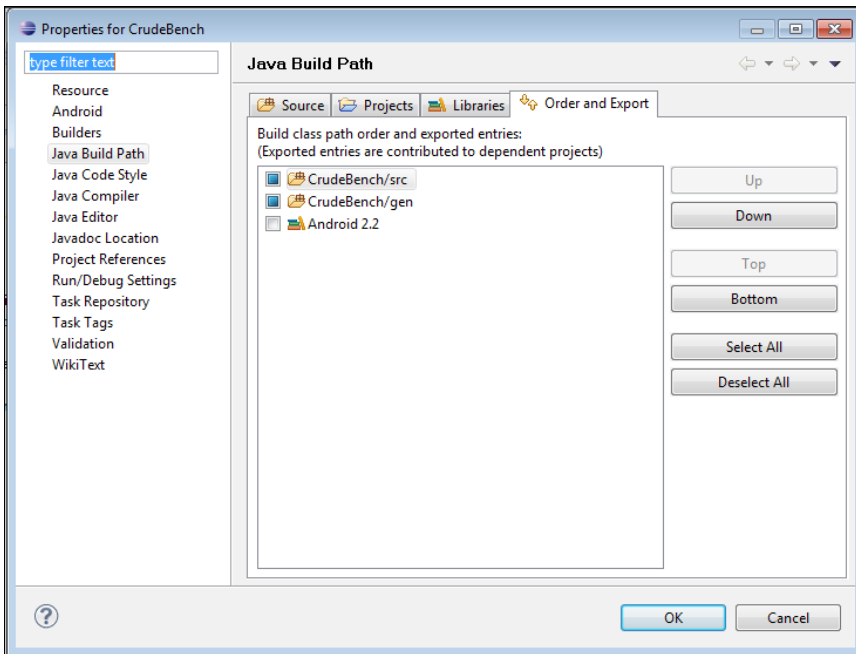 Properties for CrudeBench
type filter text
Resource
Android
Builders
Java Build Path
Java Code Style
Java Compiler
Java Editor
Javadoc Location
Project References
Run/Debug Settings
Task Repository
Task Tags
Validation
WikiText
Java Build Path
Source Projects Libraries Order and Export
Build class path order and exported entries:
(Exported entries are contributed to dependent projects)
CrudeBench/src
CrudeBench/gen
Android 2.2
Up
Down
Top
Bottom
Select All
Deselect All
?
OK Cancel